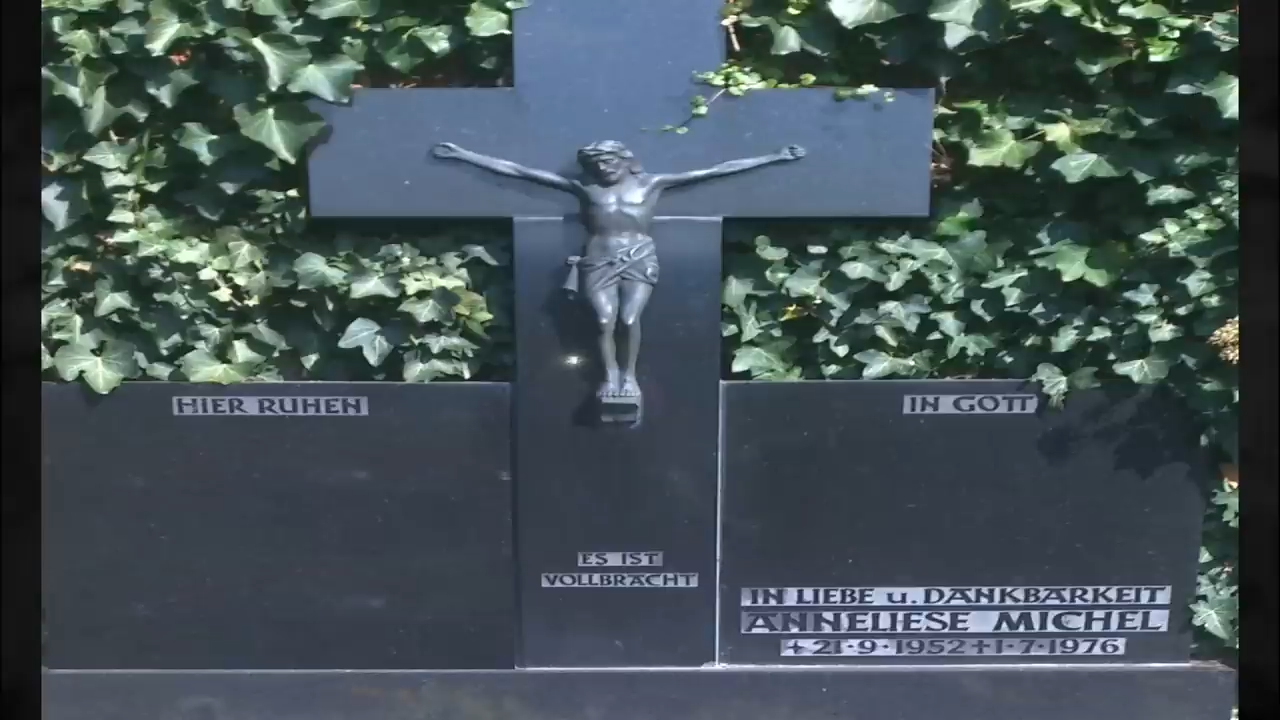 HIER RUHEN
IN GOTT
ES IST
VOLLBRACHT
IN LIEBE u. DANKBARKEIT
ANNELIESE MICHEL
+21·9·1952+1·7·1976